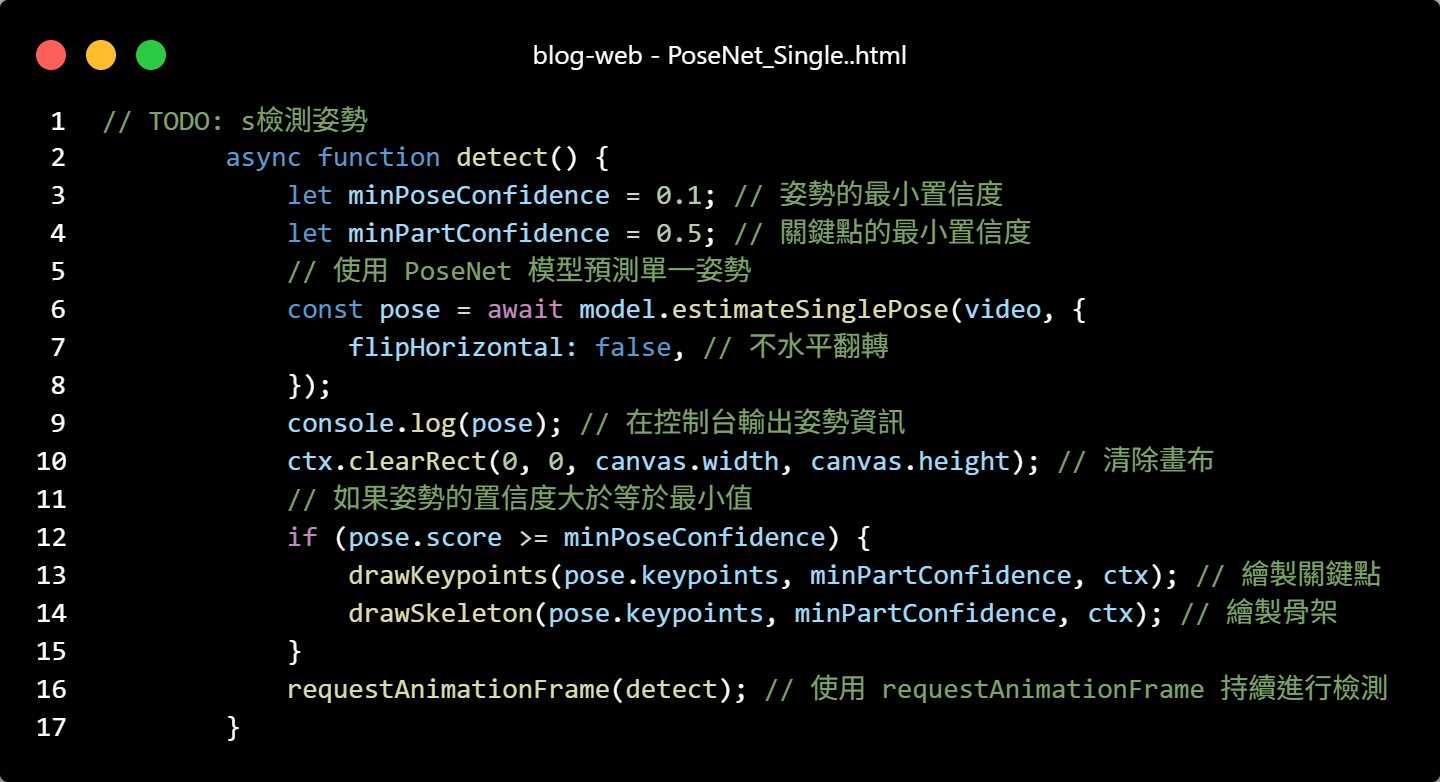 blog-web - PoseNet_Single..html
1 // TODO: s檢測姿勢
2         async function detect() {
3             let minPoseConfidence = 0.1; // 姿勢的最小置信度
4             let minPartConfidence = 0.5; // 關鍵點的最小置信度
5             // 使用 PoseNet 模型預測單一姿勢
6             const pose = await model.estimateSinglePose(video, {
7                 flipHorizontal: false, // 不水平翻轉
8             });
9             console.log(pose); // 在控制台輸出姿勢資訊
10             ctx.clearRect(0, 0, canvas.width, canvas.height); // 清除畫布
11             // 如果姿勢的置信度大於等於最小值
12             if (pose.score >= minPoseConfidence) {
13                 drawKeypoints(pose.keypoints, minPartConfidence, ctx); // 繪製關鍵點
14                 drawSkeleton(pose.keypoints, minPartConfidence, ctx); // 繪製骨架
15             }
16             requestAnimationFrame(detect); // 使用 requestAnimationFrame 持續進行檢測
17         }